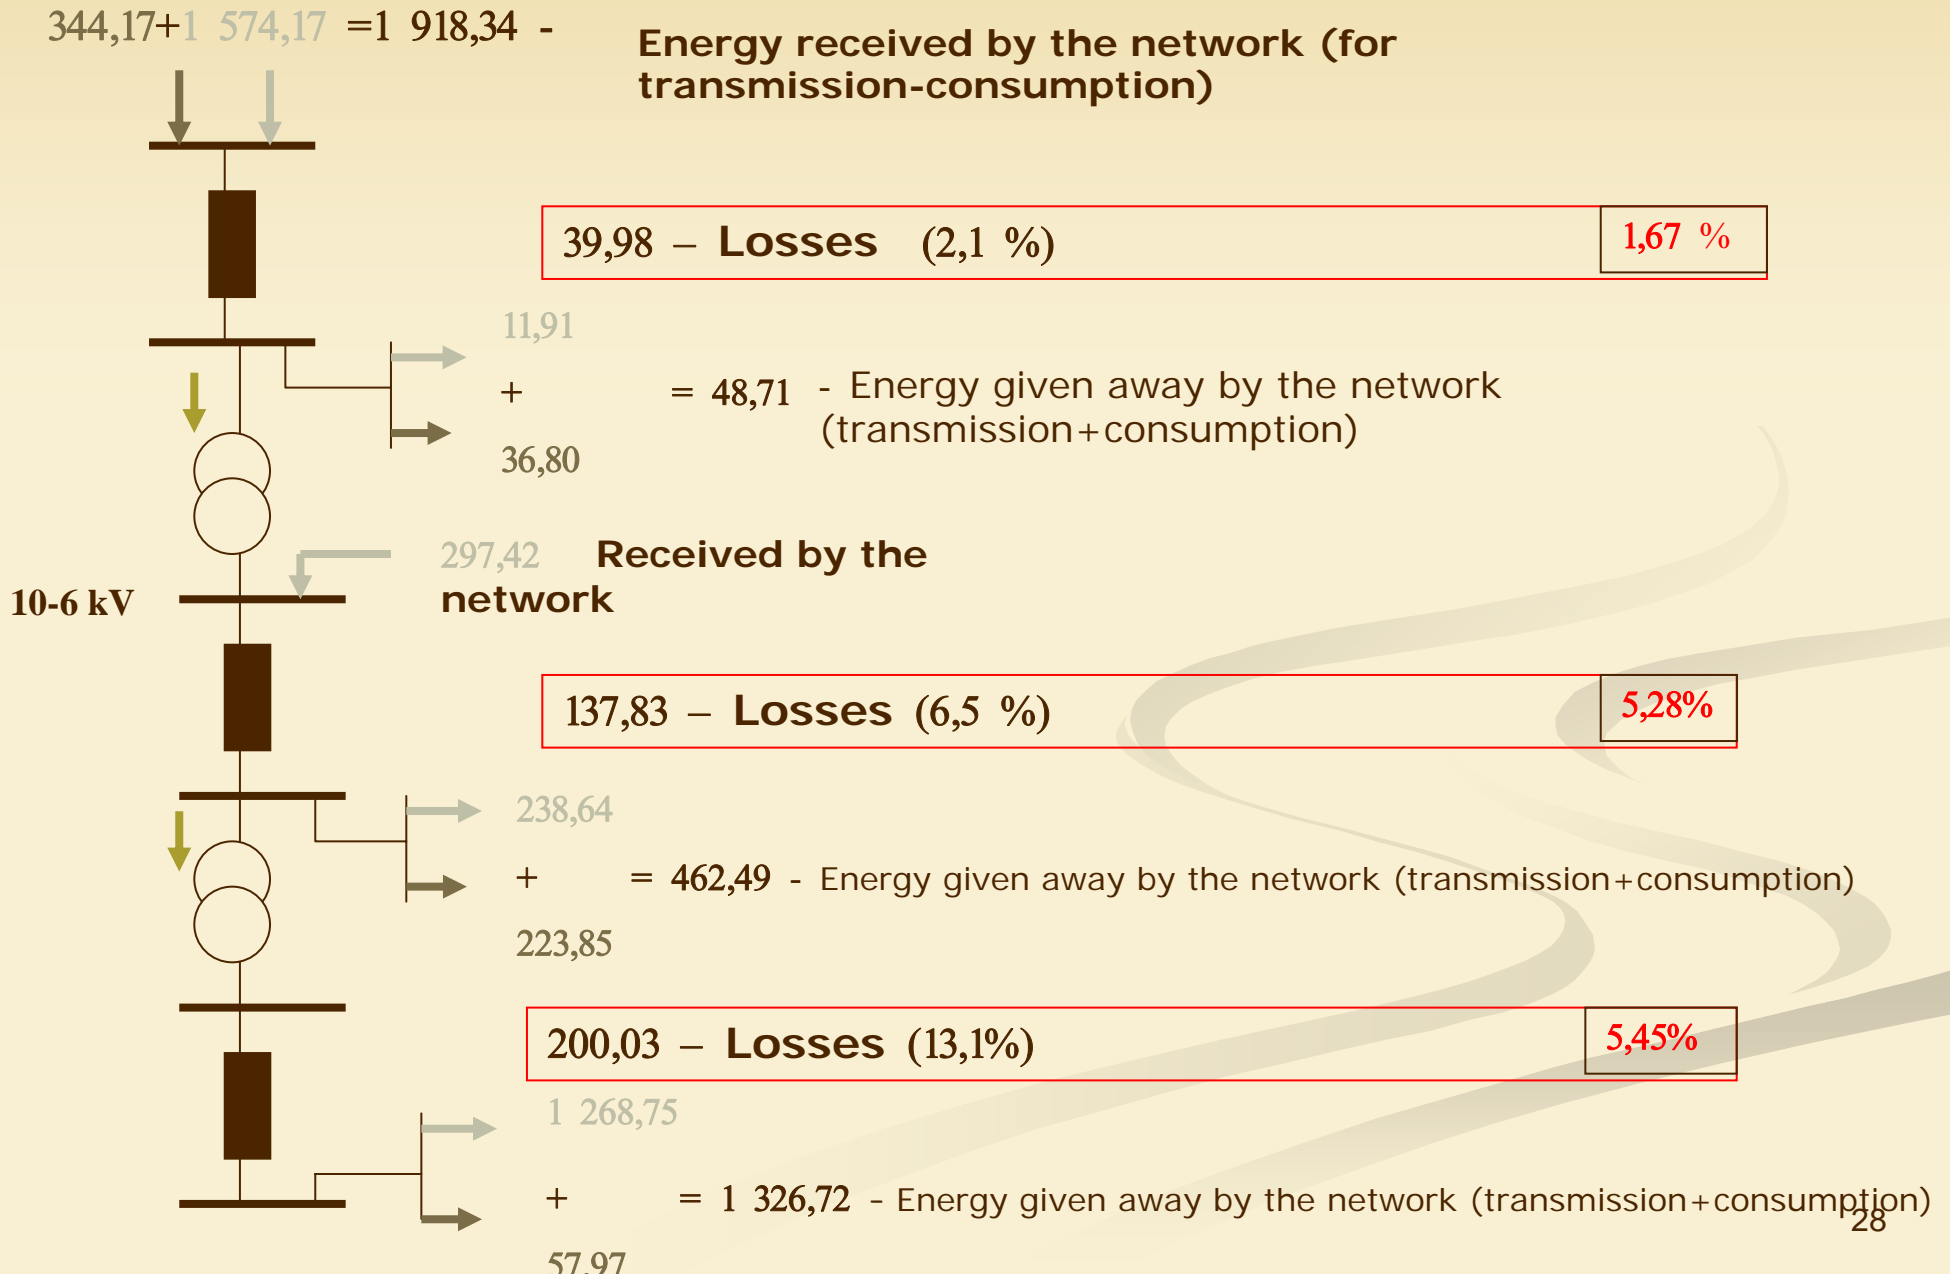 344,17+1 574,17 =1 918,34 -
Energy received by the network (for
transmission-consumption)
39,98 – Losses (2,1 %)
1,67 %
11,91
+ = 48,71 - Energy given away by the network
(transmission+consumption)
36,80
297,42 Received by the
network
10-6 kV
137,83 – Losses (6,5 %)
5,28%
238,64
+ = 462,49 - Energy given away by the network (transmission+consumption)
223,85
200,03 – Losses (13,1%)
5,45%
1 268,75
+ = 1 326,72 - Energy given away by the network (transmission+consumption)
28
57,97